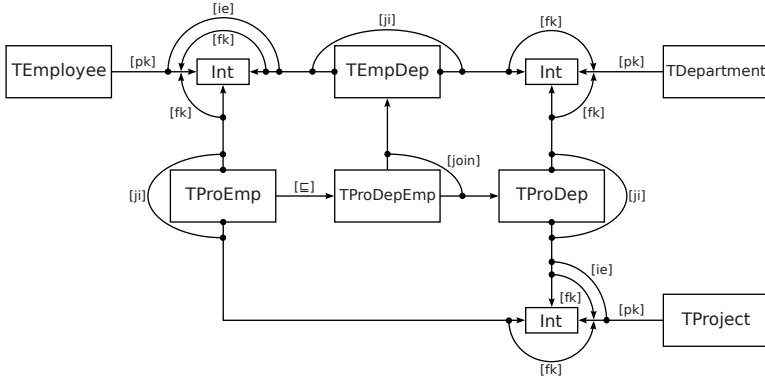 [ie]
[ji]
[fk]
[fk]
[pk]
[pk]
TEmployee
Int
TEmpDep
Int
TDepartment
[fk]
[fk]
[join]
[ji]
TProEmp
[⊑]
TProDepEmp
TProDep
[ji]
[ie]
[fk]
[pk]
Int
TProject
[fk]